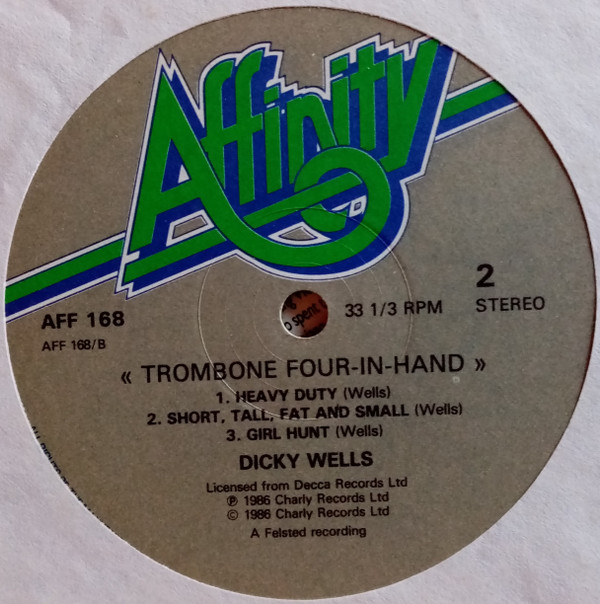 Affinity
AFF 168
AFF 168/B
33 1/3 RPM
2
STEREO
« TROMBONE FOUR-IN-HAND »
1. HEAVY DUTY (Wells)
2. SHORT, TALL, FAT AND SMALL (Wells)
3. GIRL HUNT (Wells)
DICKY WELLS
Licensed from Decca Records Ltd
℗ 1986 Charly Records Ltd
© 1986 Charly Records Ltd
A Felsted recording
spent